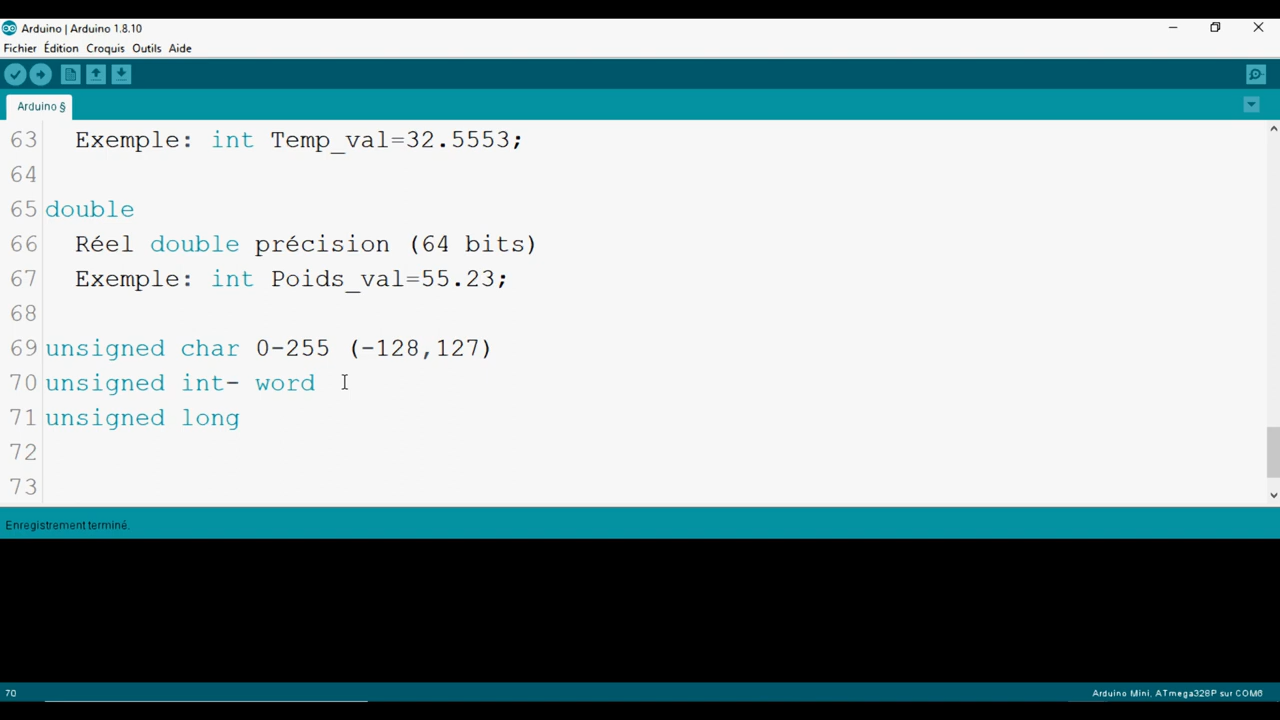 Arduino | Arduino 1.8.10
Fichier Édition Croquis Outils Aide
Arduino §
63 Exemple: int Temp_val=32.5553;
64
65 double
66 Réel double précision (64 bits)
67 Exemple: int Poids_val=55.23;
68
69 unsigned char 0-255 (-128,127)
70 unsigned int- word
71 unsigned long
72
73
Enregistrement terminé.
70 Arduino Mini, ATmega328P sur COM6